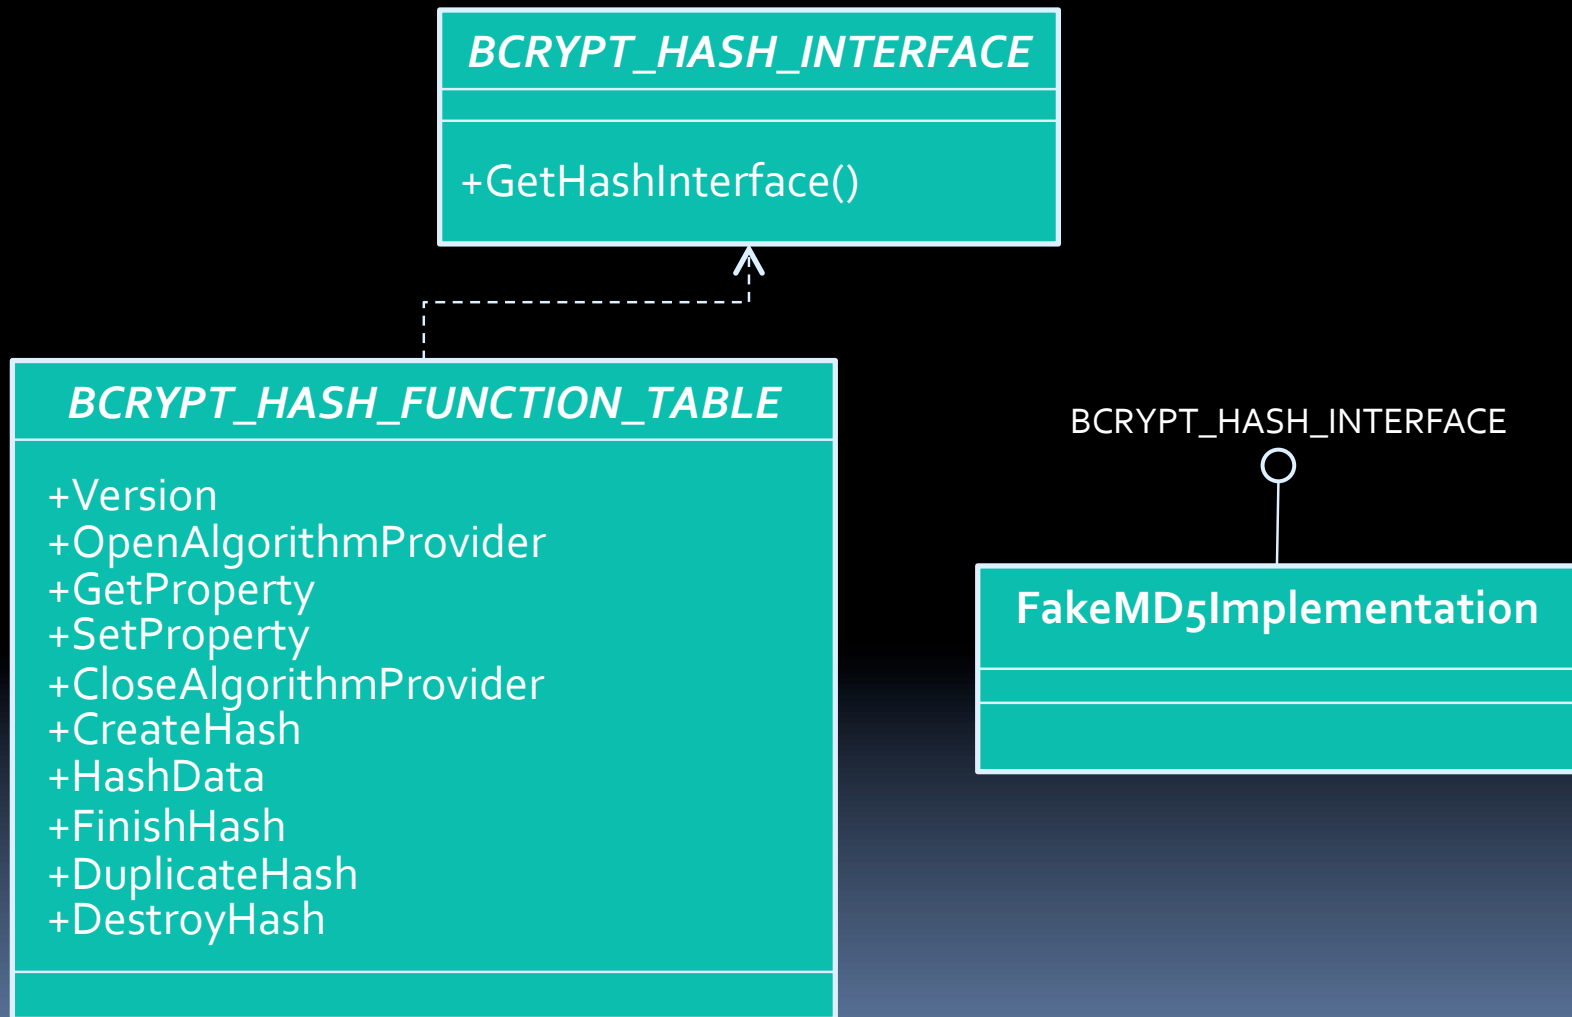 BCRYPT_HASH_INTERFACE
+GetHashInterface()
BCRYPT_HASH_FUNCTION_TABLE
+Version
+OpenAlgorithmProvider
+GetProperty
+SetProperty
+CloseAlgorithmProvider
+CreateHash
+HashData
+FinishHash
+DuplicateHash
+DestroyHash
BCRYPT_HASH_INTERFACE
FakeMD5Implementation